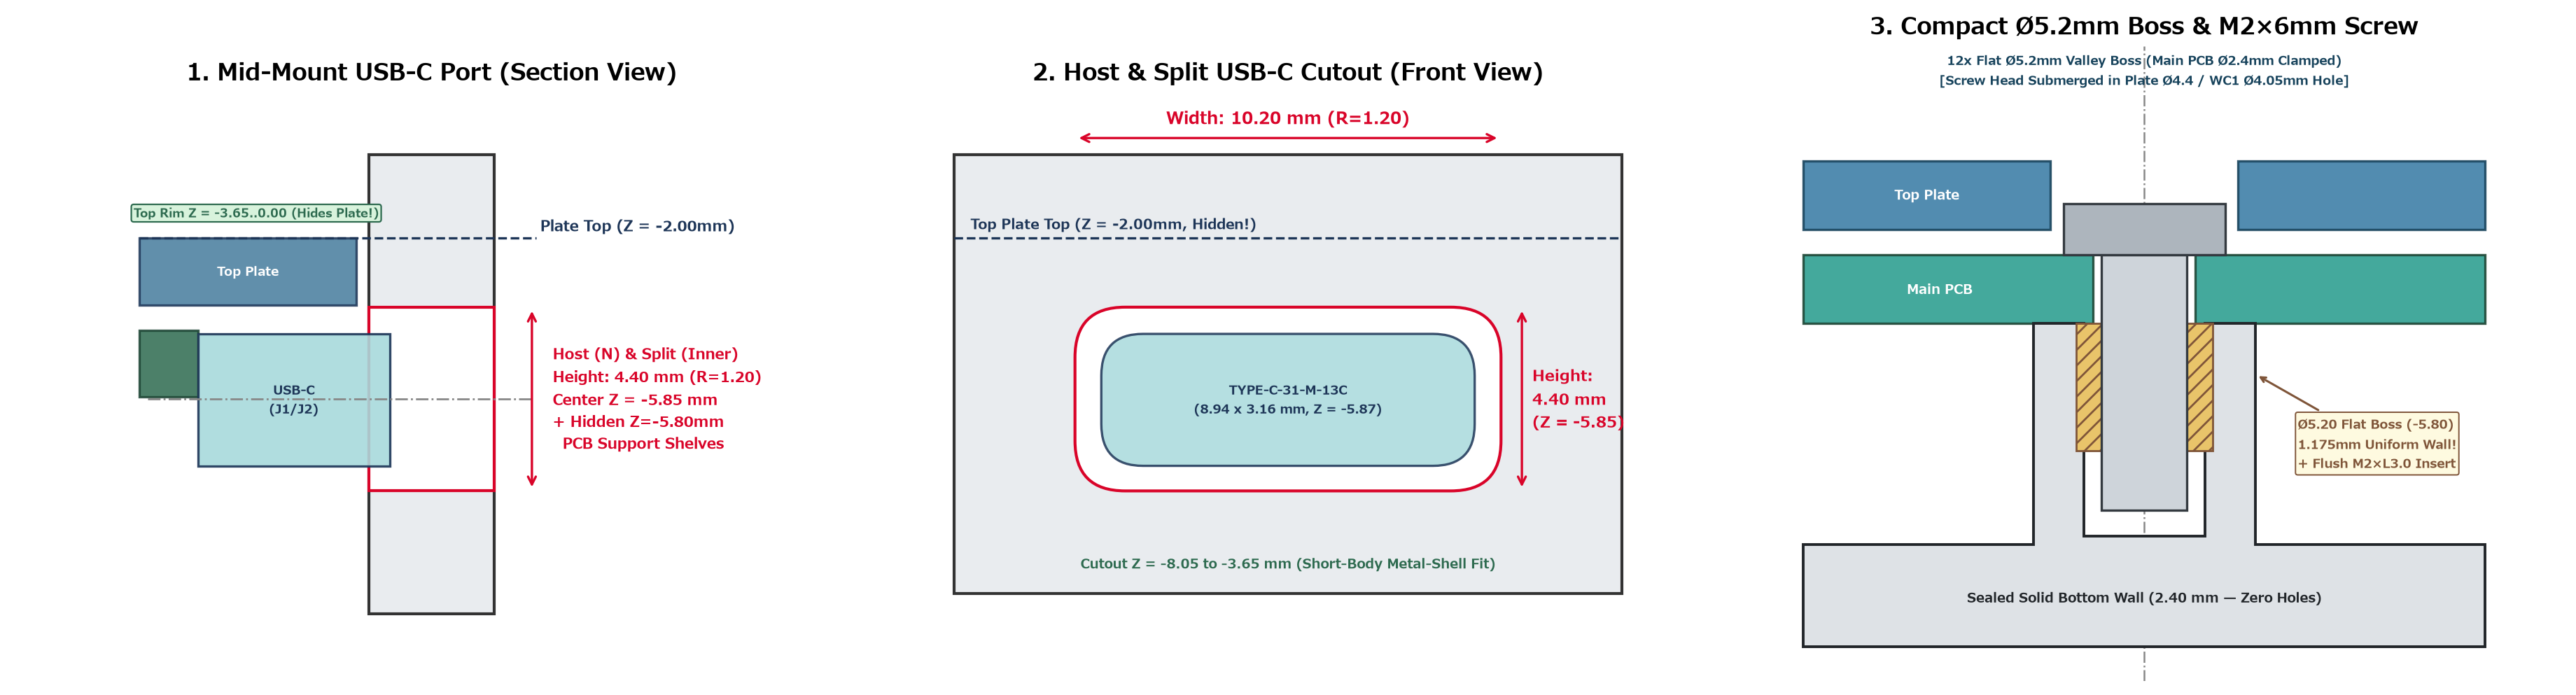 1. Mid-Mount USB-C Port (Section View)
Top Rim Z = -3.65..0.00 (Hides Plate!)
Plate Top (Z = -2.00mm)
Top Plate
USB-C
(J1/J2)
Host (N) & Split (Inner)
Height: 4.40 mm (R=1.20)
Center Z = -5.85 mm
+ Hidden Z=-5.80mm
PCB Support Shelves
2. Host & Split USB-C Cutout (Front View)
Width: 10.20 mm (R=1.20)
Top Plate Top (Z = -2.00mm, Hidden!)
TYPE-C-31-M-13C
(8.94 x 3.16 mm, Z = -5.87)
Height:
4.40 mm
(Z = -5.85)
Cutout Z = -8.05 to -3.65 mm (Short-Body Metal-Shell Fit)
3. Compact Ø5.2mm Boss & M2×6mm Screw
12x Flat Ø5.2mm Valley Boss (Main PCB Ø2.4mm Clamped)
[Screw Head Submerged in Plate Ø4.4 / WC1 Ø4.05mm Hole]
Top Plate
Main PCB
Ø5.20 Flat Boss (-5.80)
1.175mm Uniform Wall!
+ Flush M2×L3.0 Insert
Sealed Solid Bottom Wall (2.40 mm — Zero Holes)